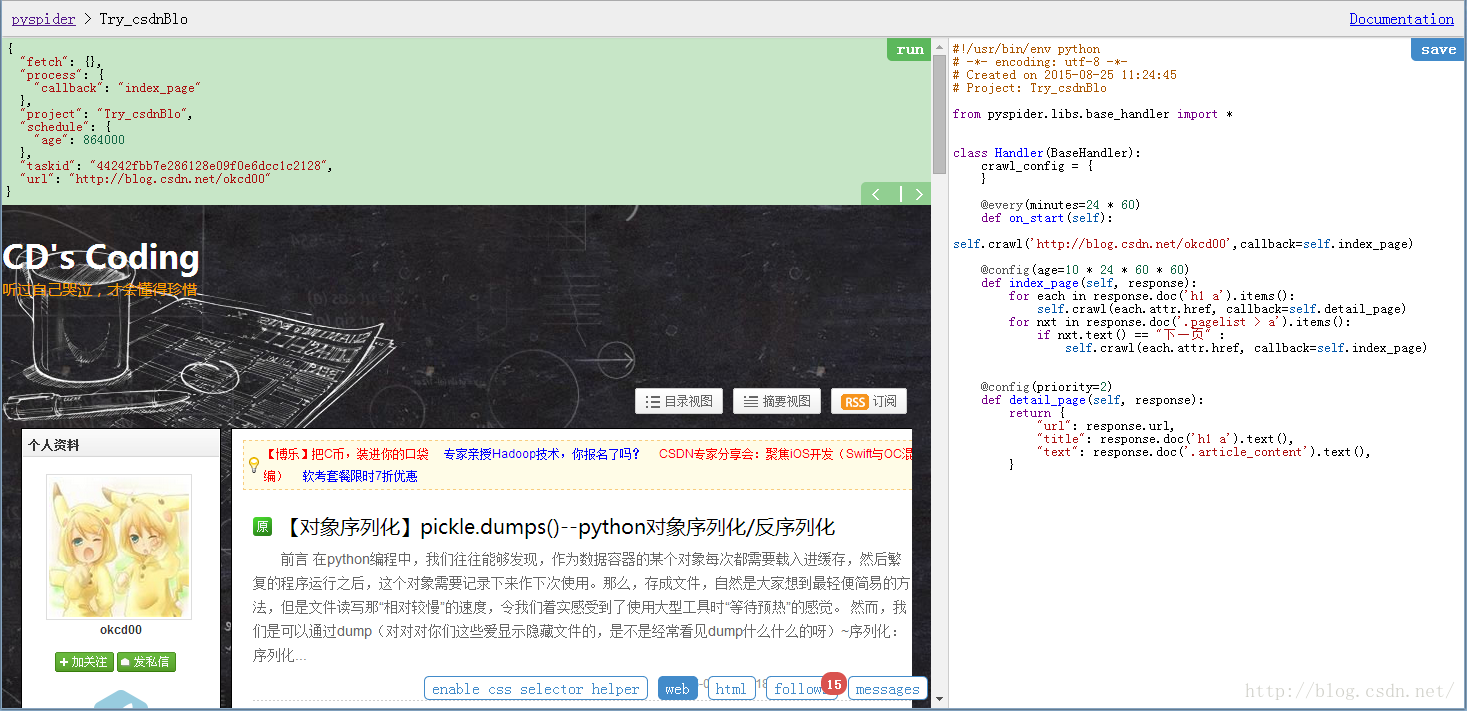 pyspider > Try_csdnBlo
Documentation
{
  "fetch": {},
  "process": {
    "callback": "index_page"
  },
  "project": "Try_csdnBlo",
  "schedule": {
    "age": 864000
  },
  "taskid": "44242fbb7e286128e09f0e6dcc1c2128",
  "url": "http://blog.csdn.net/okcd00"
}
run
< | >
CD's Coding
听过自己哭泣，才会懂得珍惜
目录视图
摘要视图
RSS 订阅
个人资料
okcd00
+ 加关注
发私信
【博乐】把C币，装进你的口袋 专家亲授Hadoop技术，你报名了吗？ CSDN专家分享会：聚焦iOS开发（Swift与OC混
编） 软考套餐限时7折优惠
原 【对象序列化】pickle.dumps()--python对象序列化/反序列化
前言 在python编程中，我们往往能够发现，作为数据容器的某个对象每次都需要载入进缓存，然后繁
复的程序运行之后，这个对象需要记录下来作下次使用。那么，存成文件，自然是大家想到最轻便简易的方
法，但是文件读写那“相对较慢”的速度，令我们着实感受到了使用大型工具时“等待预热”的感觉。 然而，我
们是可以通过dump（对对对你们这些爱显示隐藏文件的，是不是经常看见dump什么什么的呀）~序列化：
序列化...
enable css selector helper
web
html
follow
15
messages
save
#!/usr/bin/env python
# -*- encoding: utf-8 -*-
# Created on 2015-08-25 11:24:45
# Project: Try_csdnBlo
from pyspider.libs.base_handler import *
class Handler(BaseHandler):
    crawl_config = {
    }
    @every(minutes=24 * 60)
    def on_start(self):
self.crawl('http://blog.csdn.net/okcd00',callback=self.index_page)
    @config(age=10 * 24 * 60 * 60)
    def index_page(self, response):
        for each in response.doc('h1 a').items():
            self.crawl(each.attr.href, callback=self.detail_page)
        for nxt in response.doc('.pagelist > a').items():
            if nxt.text() == "下一页" :
                self.crawl(each.attr.href, callback=self.index_page)
    @config(priority=2)
    def detail_page(self, response):
        return {
            "url": response.url,
            "title": response.doc('h1 a').text(),
            "text": response.doc('.article_content').text(),
        }
http://blog.csdn.net/